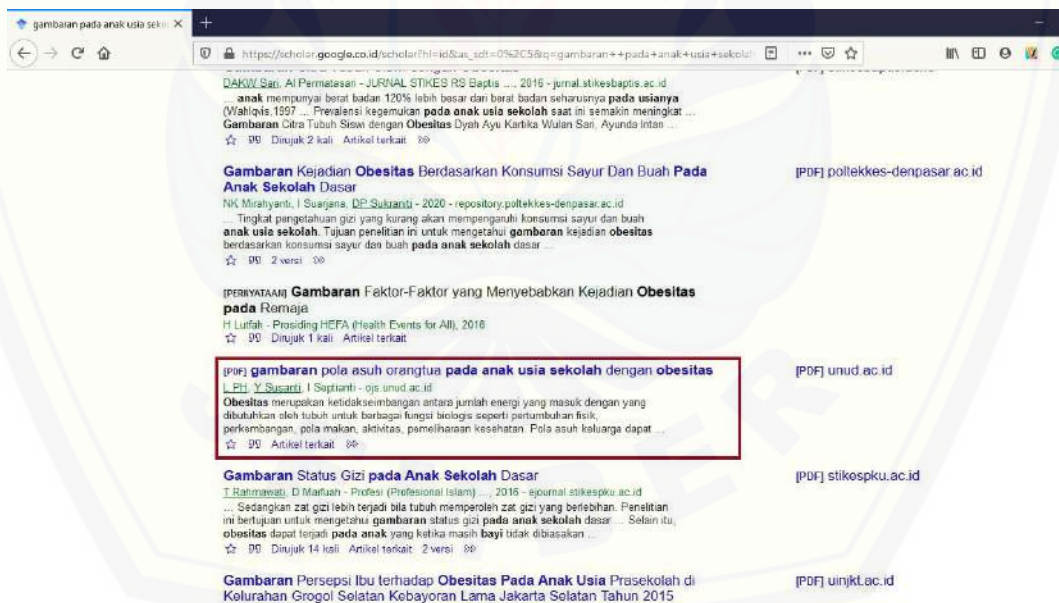 gambaran pada anak usia seko
https://scholar.google.co.id/scholar?hl=id&as_sdt=0%2C5&q=gambaran++pada+anak+usia+sekolah
DAKW Sari, AI Permatasari - JURNAL STIKES RS Baptis ..., 2016 - jurnal.stikesbaptis.ac.id
... anak mempunyai berat badan 120% lebih besar dari berat badan seharusnya pada usianya
(Wahlqvis,1997 ... Prevalensi kegemukan pada anak usia sekolah saat ini semakin meningkat ...
Gambaran Citra Tubuh Siswi dengan Obesitas Dyah Ayu Kartika Wulan Sari, Ayunda Intan ...
Dirujuk 2 kali Artikel terkait
Gambaran Kejadian Obesitas Berdasarkan Konsumsi Sayur Dan Buah Pada
Anak Sekolah Dasar
[PDF] poltekkes-denpasar.ac.id
NK Mirahyanti, I Suarjana, DP Sukraniti - 2020 - repository.poltekkes-denpasar.ac.id
... Tingkat pengetahuan gizi yang kurang akan mempengaruhi konsumsi sayur dan buah
anak usia sekolah. Tujuan penelitian ini untuk mengetahui gambaran kejadian obesitas
berdasarkan konsumsi sayur dan buah pada anak sekolah dasar ...
2 versi
[PERNYATAAN] Gambaran Faktor-Faktor yang Menyebabkan Kejadian Obesitas
pada Remaja
H Lutfah - Prosiding HEFA (Health Events for All), 2018
Dirujuk 1 kali Artikel terkait
[PDF] gambaran pola asuh orangtua pada anak usia sekolah dengan obesitas
[PDF] unud.ac.id
L PH, Y Susanti, I Septianti - ojs.unud.ac.id
Obesitas merupakan ketidakseimbangan antara jumlah energi yang masuk dengan yang
dibutuhkan oleh tubuh untuk berbagai fungsi biologis seperti pertumbuhan fisik,
perkembangan, pola makan, aktivitas, pemeliharaan kesehatan. Pola asuh keluarga dapat ...
Artikel terkait
Gambaran Status Gizi pada Anak Sekolah Dasar
[PDF] stikespku.ac.id
T Rahmawati, D Marfuah - Profesi (Profesional Islam) ..., 2016 - ejournal.stikespku.ac.id
... Sedangkan zat gizi lebih terjadi bila tubuh memperoleh zat gizi yang berlebihan. Penelitian
ini bertujuan untuk mengetahui gambaran status gizi pada anak sekolah dasar ... Selain itu,
obesitas dapat terjadi pada anak yang ketika masih bayi tidak dibiasakan ...
Dirujuk 14 kali Artikel terkait 2 versi
Gambaran Persepsi Ibu terhadap Obesitas Pada Anak Usia Prasekolah di
Kelurahan Grogol Selatan Kebayoran Lama Jakarta Selatan Tahun 2015
[PDF] uinjkt.ac.id